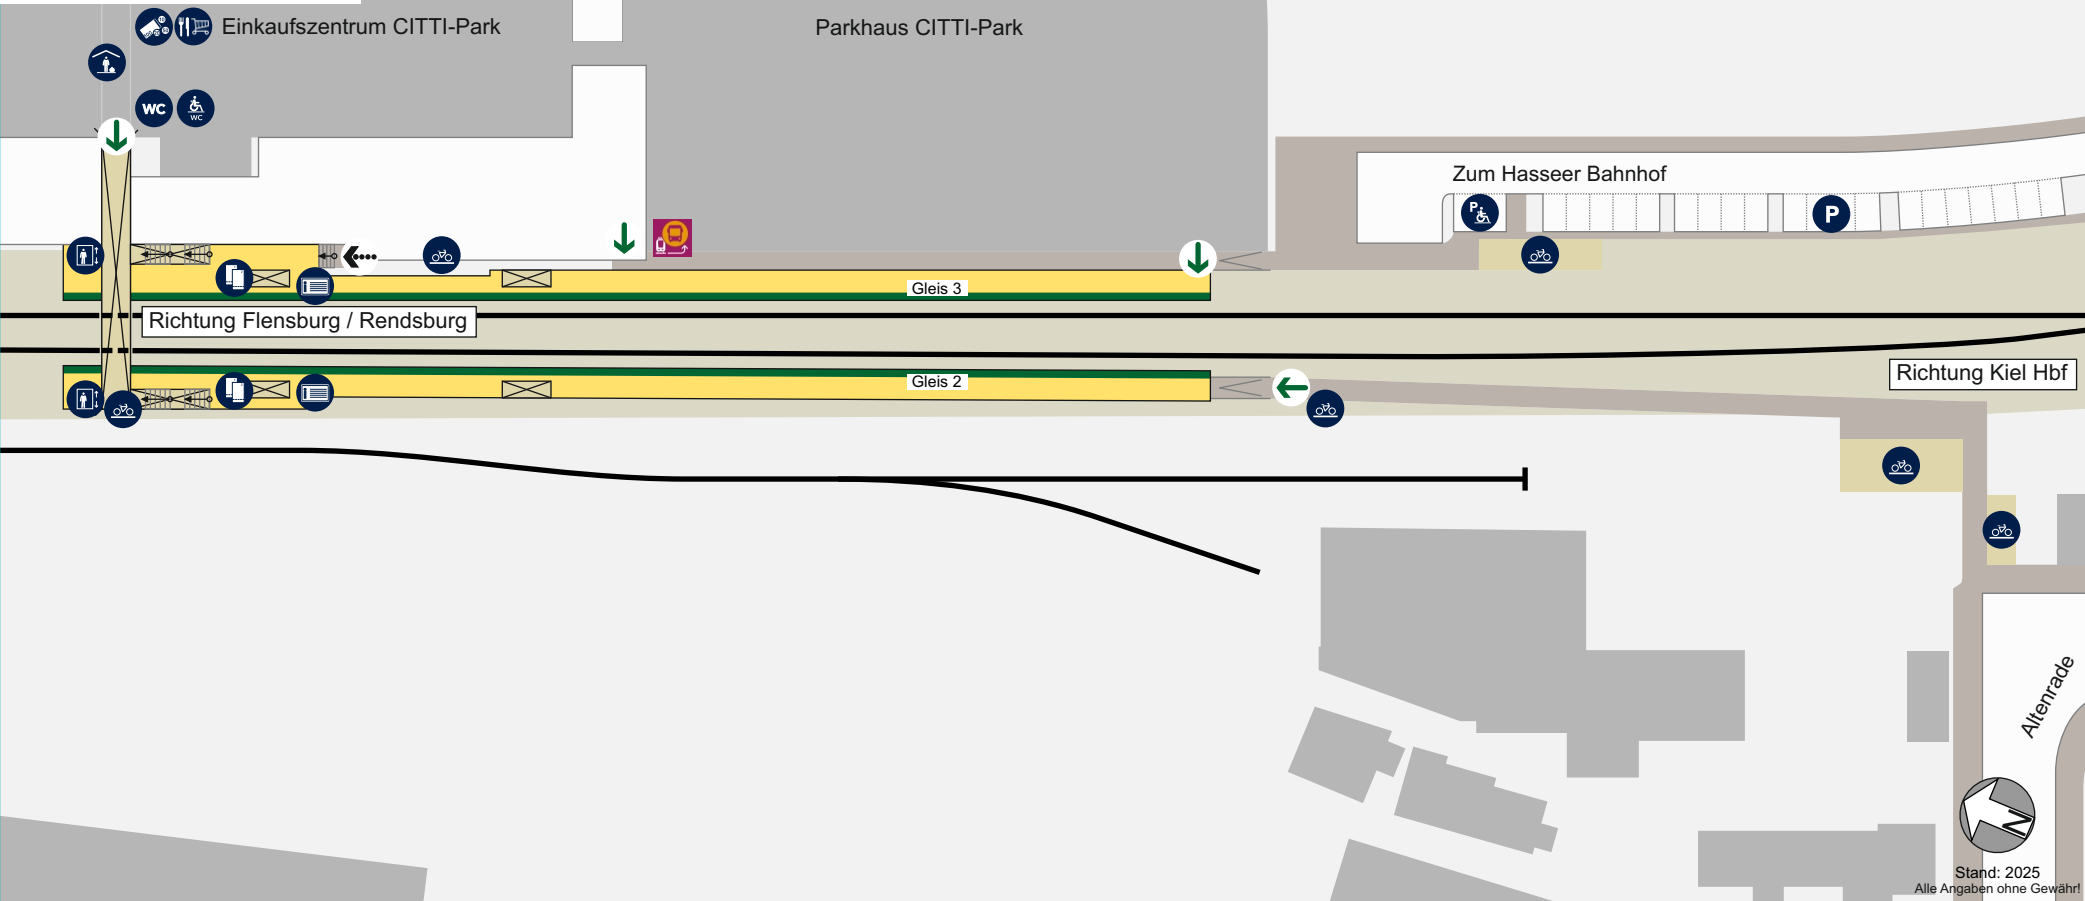 Einkaufszentrum CITTI-Park
Parkhaus CITTI-Park
WC
WC
Zum Hasseer Bahnhof
P
P
Gleis 3
Richtung Flensburg / Rendsburg
Richtung Kiel Hbf
Gleis 2
Altenrade
N
Stand: 2025
Alle Angaben ohne Gewähr!